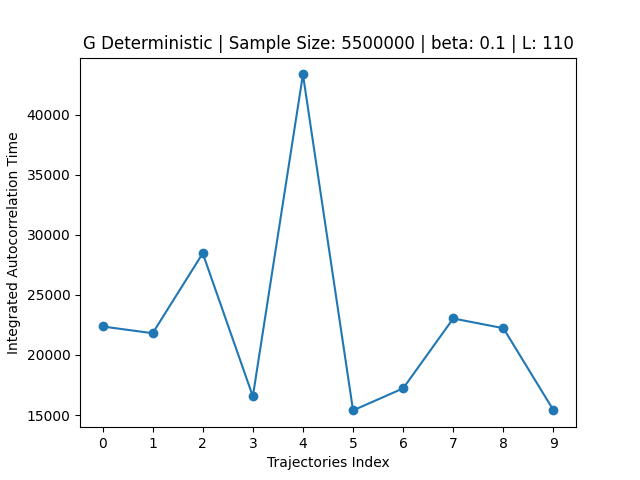 G Deterministic | Sample Size: 5500000 | beta: 0.1 | L: 110
Integrated Autocorrelation Time
40000
35000
30000
25000
20000
15000
0 1 2 3 4 5 6 7 8 9
Trajectories Index